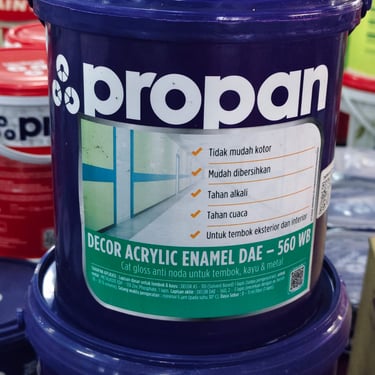 propan
Tidak mudah kotor
Mudah dibersihkan
Tahan alkali
Tahan cuaca
Untuk tembok eksterior dan interior
DECOR ACRYLIC ENAMEL DAE – 560 WB
Cat gloss anti noda untuk tembok, kayu & metal